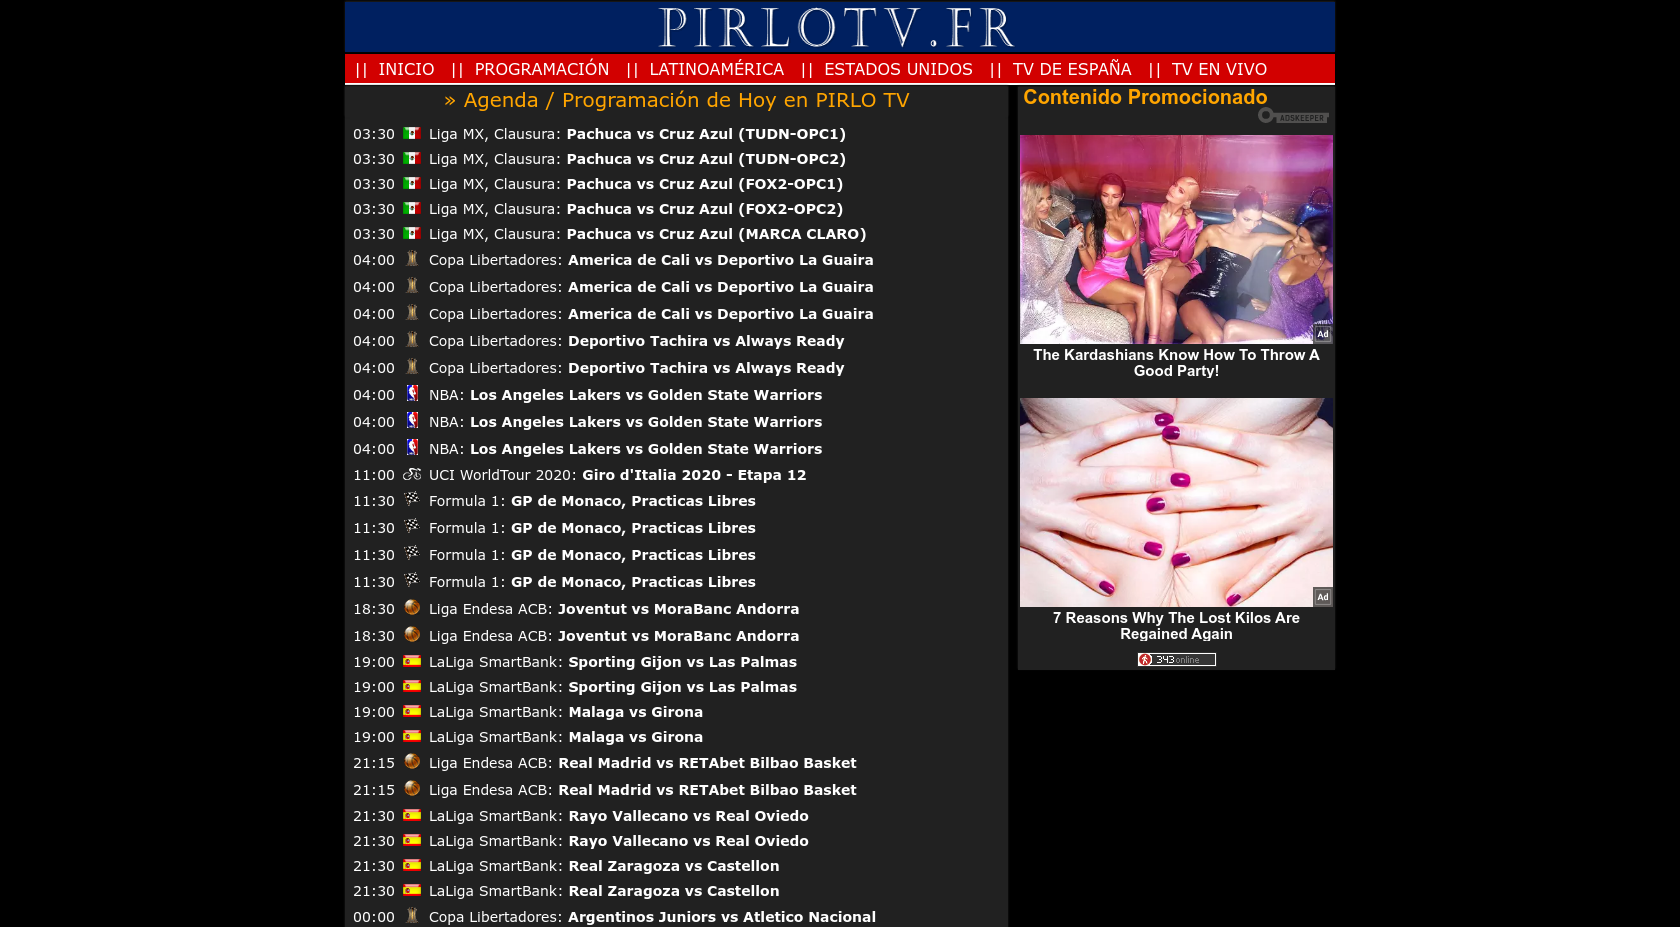 PIRLOTV.FR
|| INICIO || PROGRAMACIÓN || LATINOAMÉRICA || ESTADOS UNIDOS || TV DE ESPAÑA || TV EN VIVO
» Agenda / Programación de Hoy en PIRLO TV
03:30 Liga MX, Clausura: Pachuca vs Cruz Azul (TUDN-OPC1)
03:30 Liga MX, Clausura: Pachuca vs Cruz Azul (TUDN-OPC2)
03:30 Liga MX, Clausura: Pachuca vs Cruz Azul (FOX2-OPC1)
03:30 Liga MX, Clausura: Pachuca vs Cruz Azul (FOX2-OPC2)
03:30 Liga MX, Clausura: Pachuca vs Cruz Azul (MARCA CLARO)
04:00 Copa Libertadores: America de Cali vs Deportivo La Guaira
04:00 Copa Libertadores: America de Cali vs Deportivo La Guaira
04:00 Copa Libertadores: America de Cali vs Deportivo La Guaira
04:00 Copa Libertadores: Deportivo Tachira vs Always Ready
04:00 Copa Libertadores: Deportivo Tachira vs Always Ready
04:00 NBA: Los Angeles Lakers vs Golden State Warriors
04:00 NBA: Los Angeles Lakers vs Golden State Warriors
04:00 NBA: Los Angeles Lakers vs Golden State Warriors
11:00 UCI WorldTour 2020: Giro d'Italia 2020 - Etapa 12
11:30 Formula 1: GP de Monaco, Practicas Libres
11:30 Formula 1: GP de Monaco, Practicas Libres
11:30 Formula 1: GP de Monaco, Practicas Libres
11:30 Formula 1: GP de Monaco, Practicas Libres
18:30 Liga Endesa ACB: Joventut vs MoraBanc Andorra
18:30 Liga Endesa ACB: Joventut vs MoraBanc Andorra
19:00 LaLiga SmartBank: Sporting Gijon vs Las Palmas
19:00 LaLiga SmartBank: Sporting Gijon vs Las Palmas
19:00 LaLiga SmartBank: Malaga vs Girona
19:00 LaLiga SmartBank: Malaga vs Girona
21:15 Liga Endesa ACB: Real Madrid vs RETAbet Bilbao Basket
21:15 Liga Endesa ACB: Real Madrid vs RETAbet Bilbao Basket
21:30 LaLiga SmartBank: Rayo Vallecano vs Real Oviedo
21:30 LaLiga SmartBank: Rayo Vallecano vs Real Oviedo
21:30 LaLiga SmartBank: Real Zaragoza vs Castellon
21:30 LaLiga SmartBank: Real Zaragoza vs Castellon
00:00 Copa Libertadores: Argentinos Juniors vs Atletico Nacional
Contenido Promocionado
ADSKEEPER
Ad
The Kardashians Know How To Throw A
Good Party!
Ad
7 Reasons Why The Lost Kilos Are
Regained Again
343 online